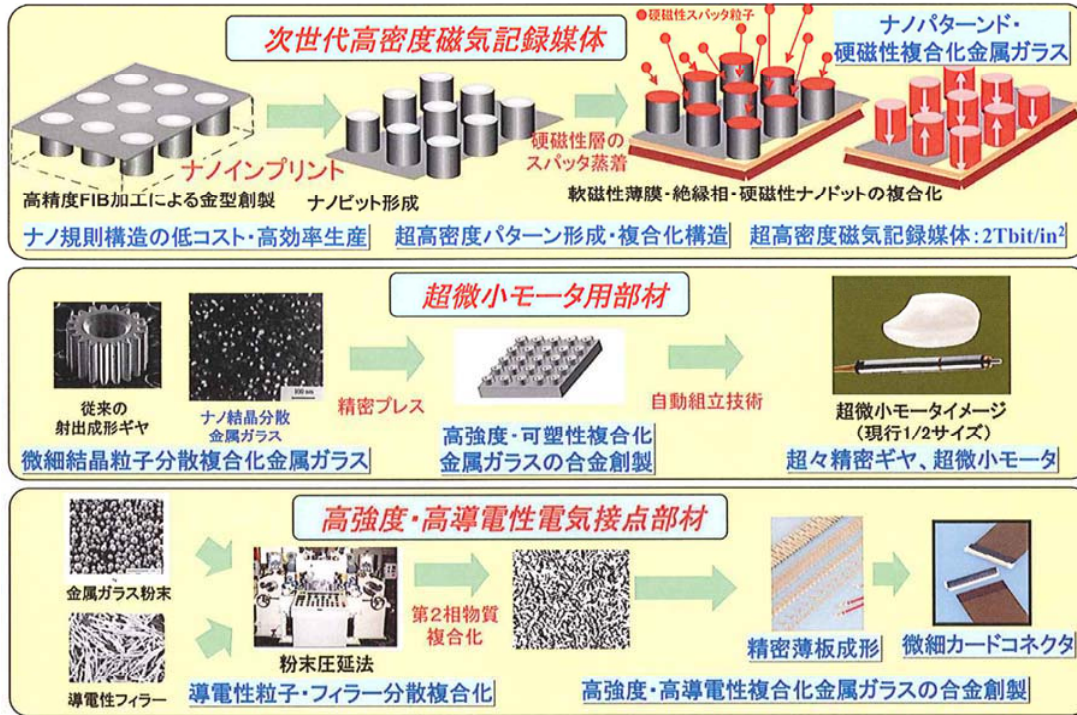 次世代高密度磁気記録媒体
硬磁性スパッタ粒子
ナノパターンド・
硬磁性複合化金属ガラス
ナノインプリント
硬磁性層の
スパッタ蒸着
高精度FIB加工による金型創製
ナノビット形成
軟磁性薄膜・絶縁相・硬磁性ナノドットの複合化
ナノ規則構造の低コスト・高効率生産
超高密度パターン形成・複合化構造
超高密度磁気記録媒体:2Tbit/in²
超微小モータ用部材
従来の
射出成形ギヤ
ナノ結晶分散
金属ガラス
精密プレス
自動組立技術
超微小モータイメージ
(現行1/2サイズ)
微細結晶粒子分散複合化金属ガラス
高強度・可塑性複合化
金属ガラスの合金創製
超々精密ギヤ、超微小モータ
高強度・高導電性電気接点部材
金属ガラス粉末
導電性フィラー
粉末圧延法
第2相物質
複合化
導電性粒子・フィラー分散複合化
精密薄板成形
微細カードコネクタ
高強度・高導電性複合化金属ガラスの合金創製